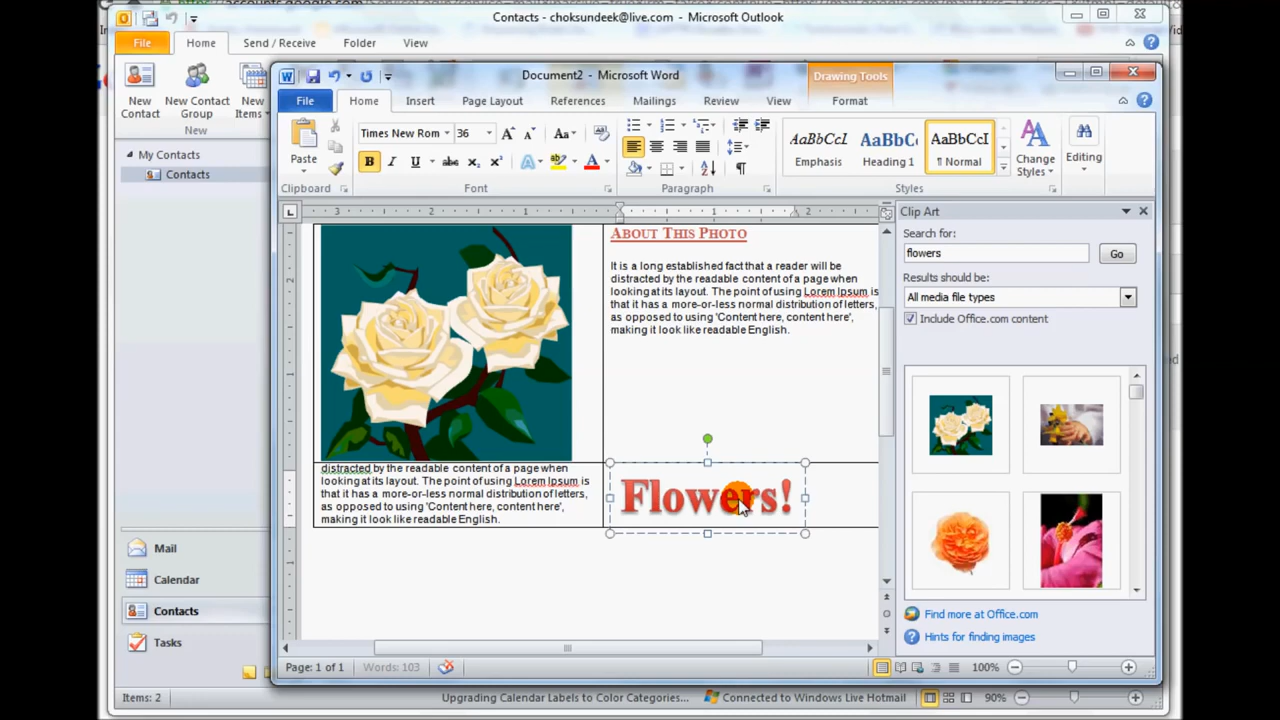 Contacts - choksundeek@live.com - Microsoft Outlook
File Home Send / Receive Folder View
New Contact
New Contact Group
New Items
New
My Contacts
Contacts
Mail
Calendar
Contacts
Tasks
Items: 2
Upgrading Calendar Labels to Color Categories...
Connected to Windows Live Hotmail
90%
Document2 - Microsoft Word
Drawing Tools
File Home Insert Page Layout References Mailings Review View Format
Paste
Clipboard
Times New Rom 36
Font
Paragraph
AaBbCcI Emphasis
AaBbCc Heading 1
AaBbCcI ¶ Normal
Change Styles
Styles
Editing
3 2 1 1 2
ABOUT THIS PHOTO
It is a long established fact that a reader will be
distracted by the readable content of a page when
looking at its layout. The point of using Lorem Ipsum is
that it has a more-or-less normal distribution of letters,
as opposed to using 'Content here, content here',
making it look like readable English.
distracted by the readable content of a page when
looking at its layout. The point of using Lorem Ipsum is
that it has a more-or-less normal distribution of letters,
as opposed to using 'Content here, content here',
making it look like readable English.
Flowers!
Clip Art
Search for:
flowers Go
Results should be:
All media file types
Include Office.com content
Find more at Office.com
Hints for finding images
Page: 1 of 1 Words: 103 100%